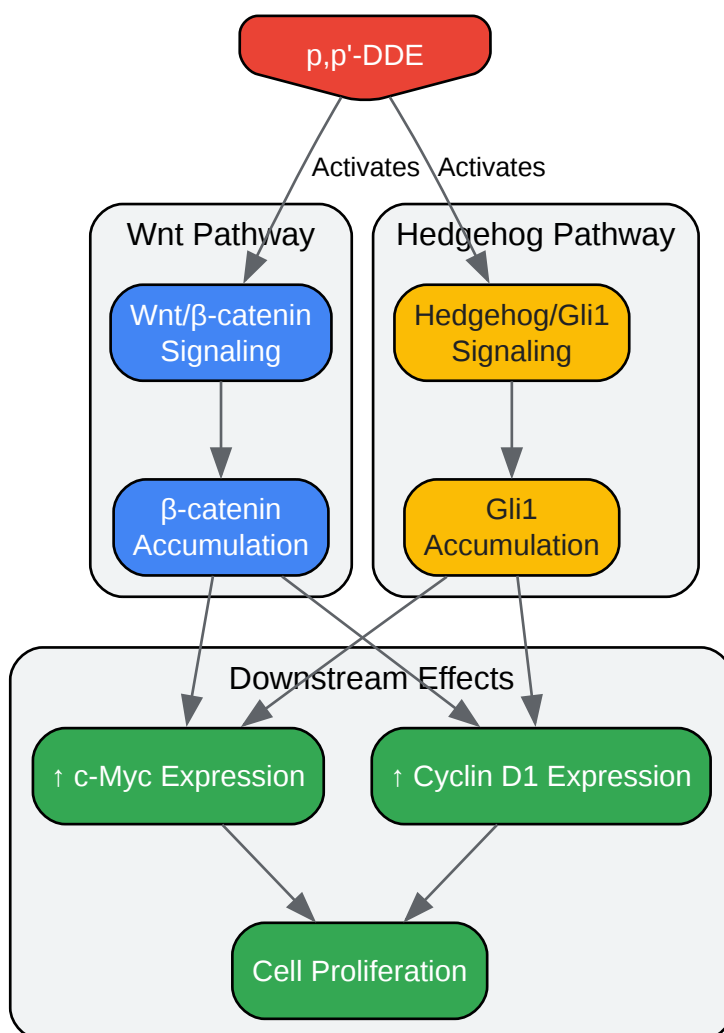 p,p'-DDE
Activates
Activates
Wnt Pathway
Hedgehog Pathway
Wnt/β-catenin
Signaling
Hedgehog/Gli1
Signaling
β-catenin
Accumulation
Gli1
Accumulation
Downstream Effects
↑ c-Myc Expression
↑ Cyclin D1 Expression
Cell Proliferation